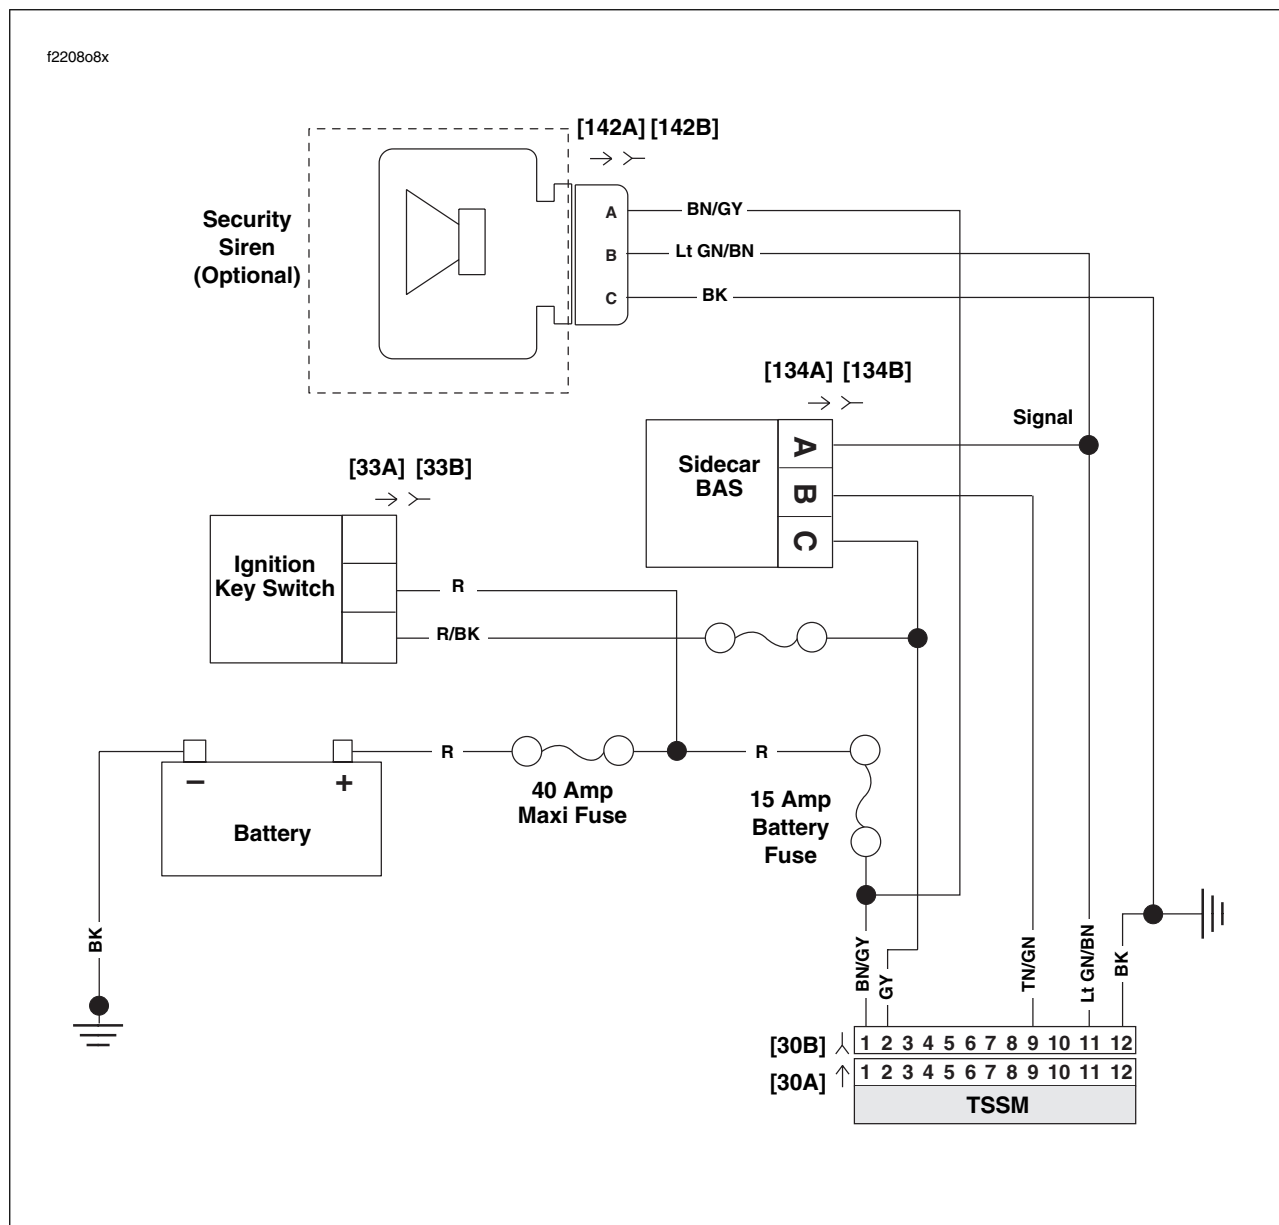 f2208o8x
[142A] [142B]
Security
Siren
(Optional)
A
BN/GY
B
Lt GN/BN
C
BK
[134A] [134B]
Signal
Sidecar
BAS
A
B
C
[33A] [33B]
Ignition
Key Switch
R
R/BK
R
R
40 Amp
Maxi Fuse
15 Amp
Battery
Fuse
− +
Battery
BK
BN/GY
GY
TN/GN
Lt GN/BN
BK
[30B]
1 2 3 4 5 6 7 8 9 10 11 12
[30A]
1 2 3 4 5 6 7 8 9 10 11 12
TSSM